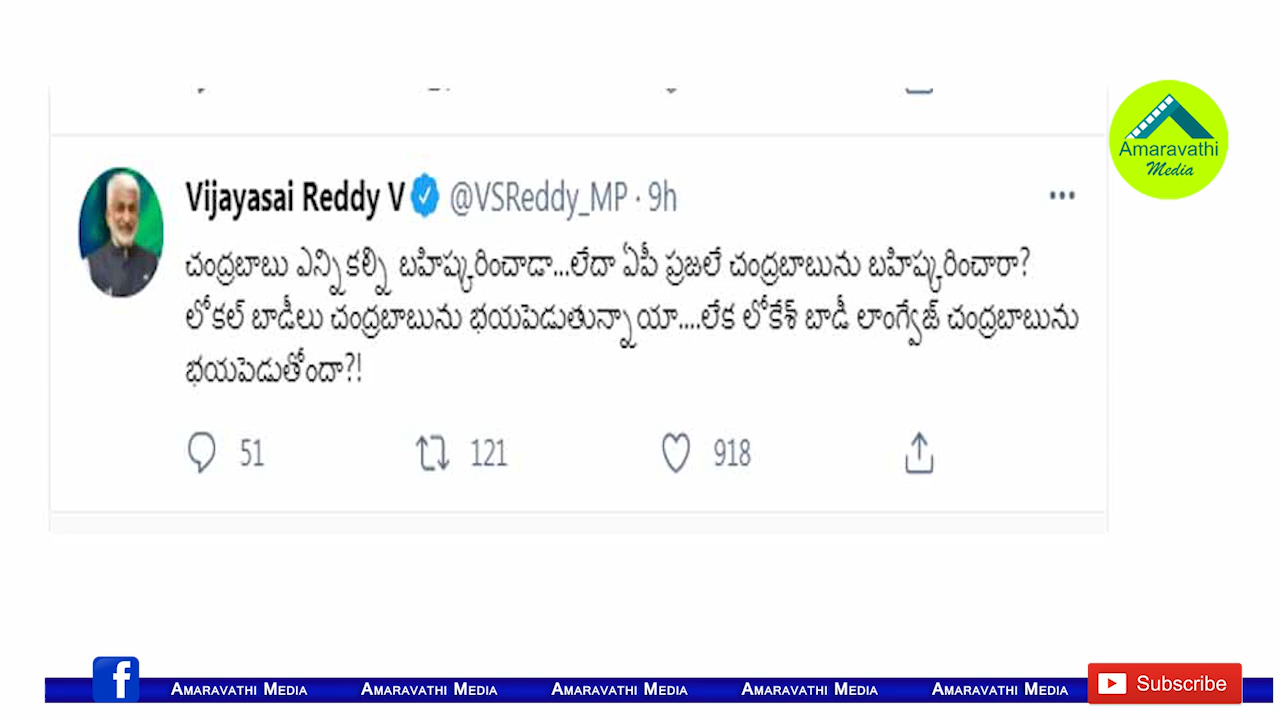 Amaravathi
Media
Vijayasai Reddy V @VSReddy_MP · 9h
చంద్రబాబు ఎన్నికల్ని బహిష్కరించాడా...లేదా ఏపీ ప్రజలే చంద్రబాబును బహిష్కరించారా?
లోకల్ బాడీలు చంద్రబాబును భయపెడుతున్నాయా....లేక లోకేశ్ బాడీ లాంగ్వేజ్ చంద్రబాబును
భయపెడుతోందా?!
51 121 918
f Amaravathi Media Amaravathi Media Amaravathi Media Amaravathi Media Amaravathi Media Subscribe